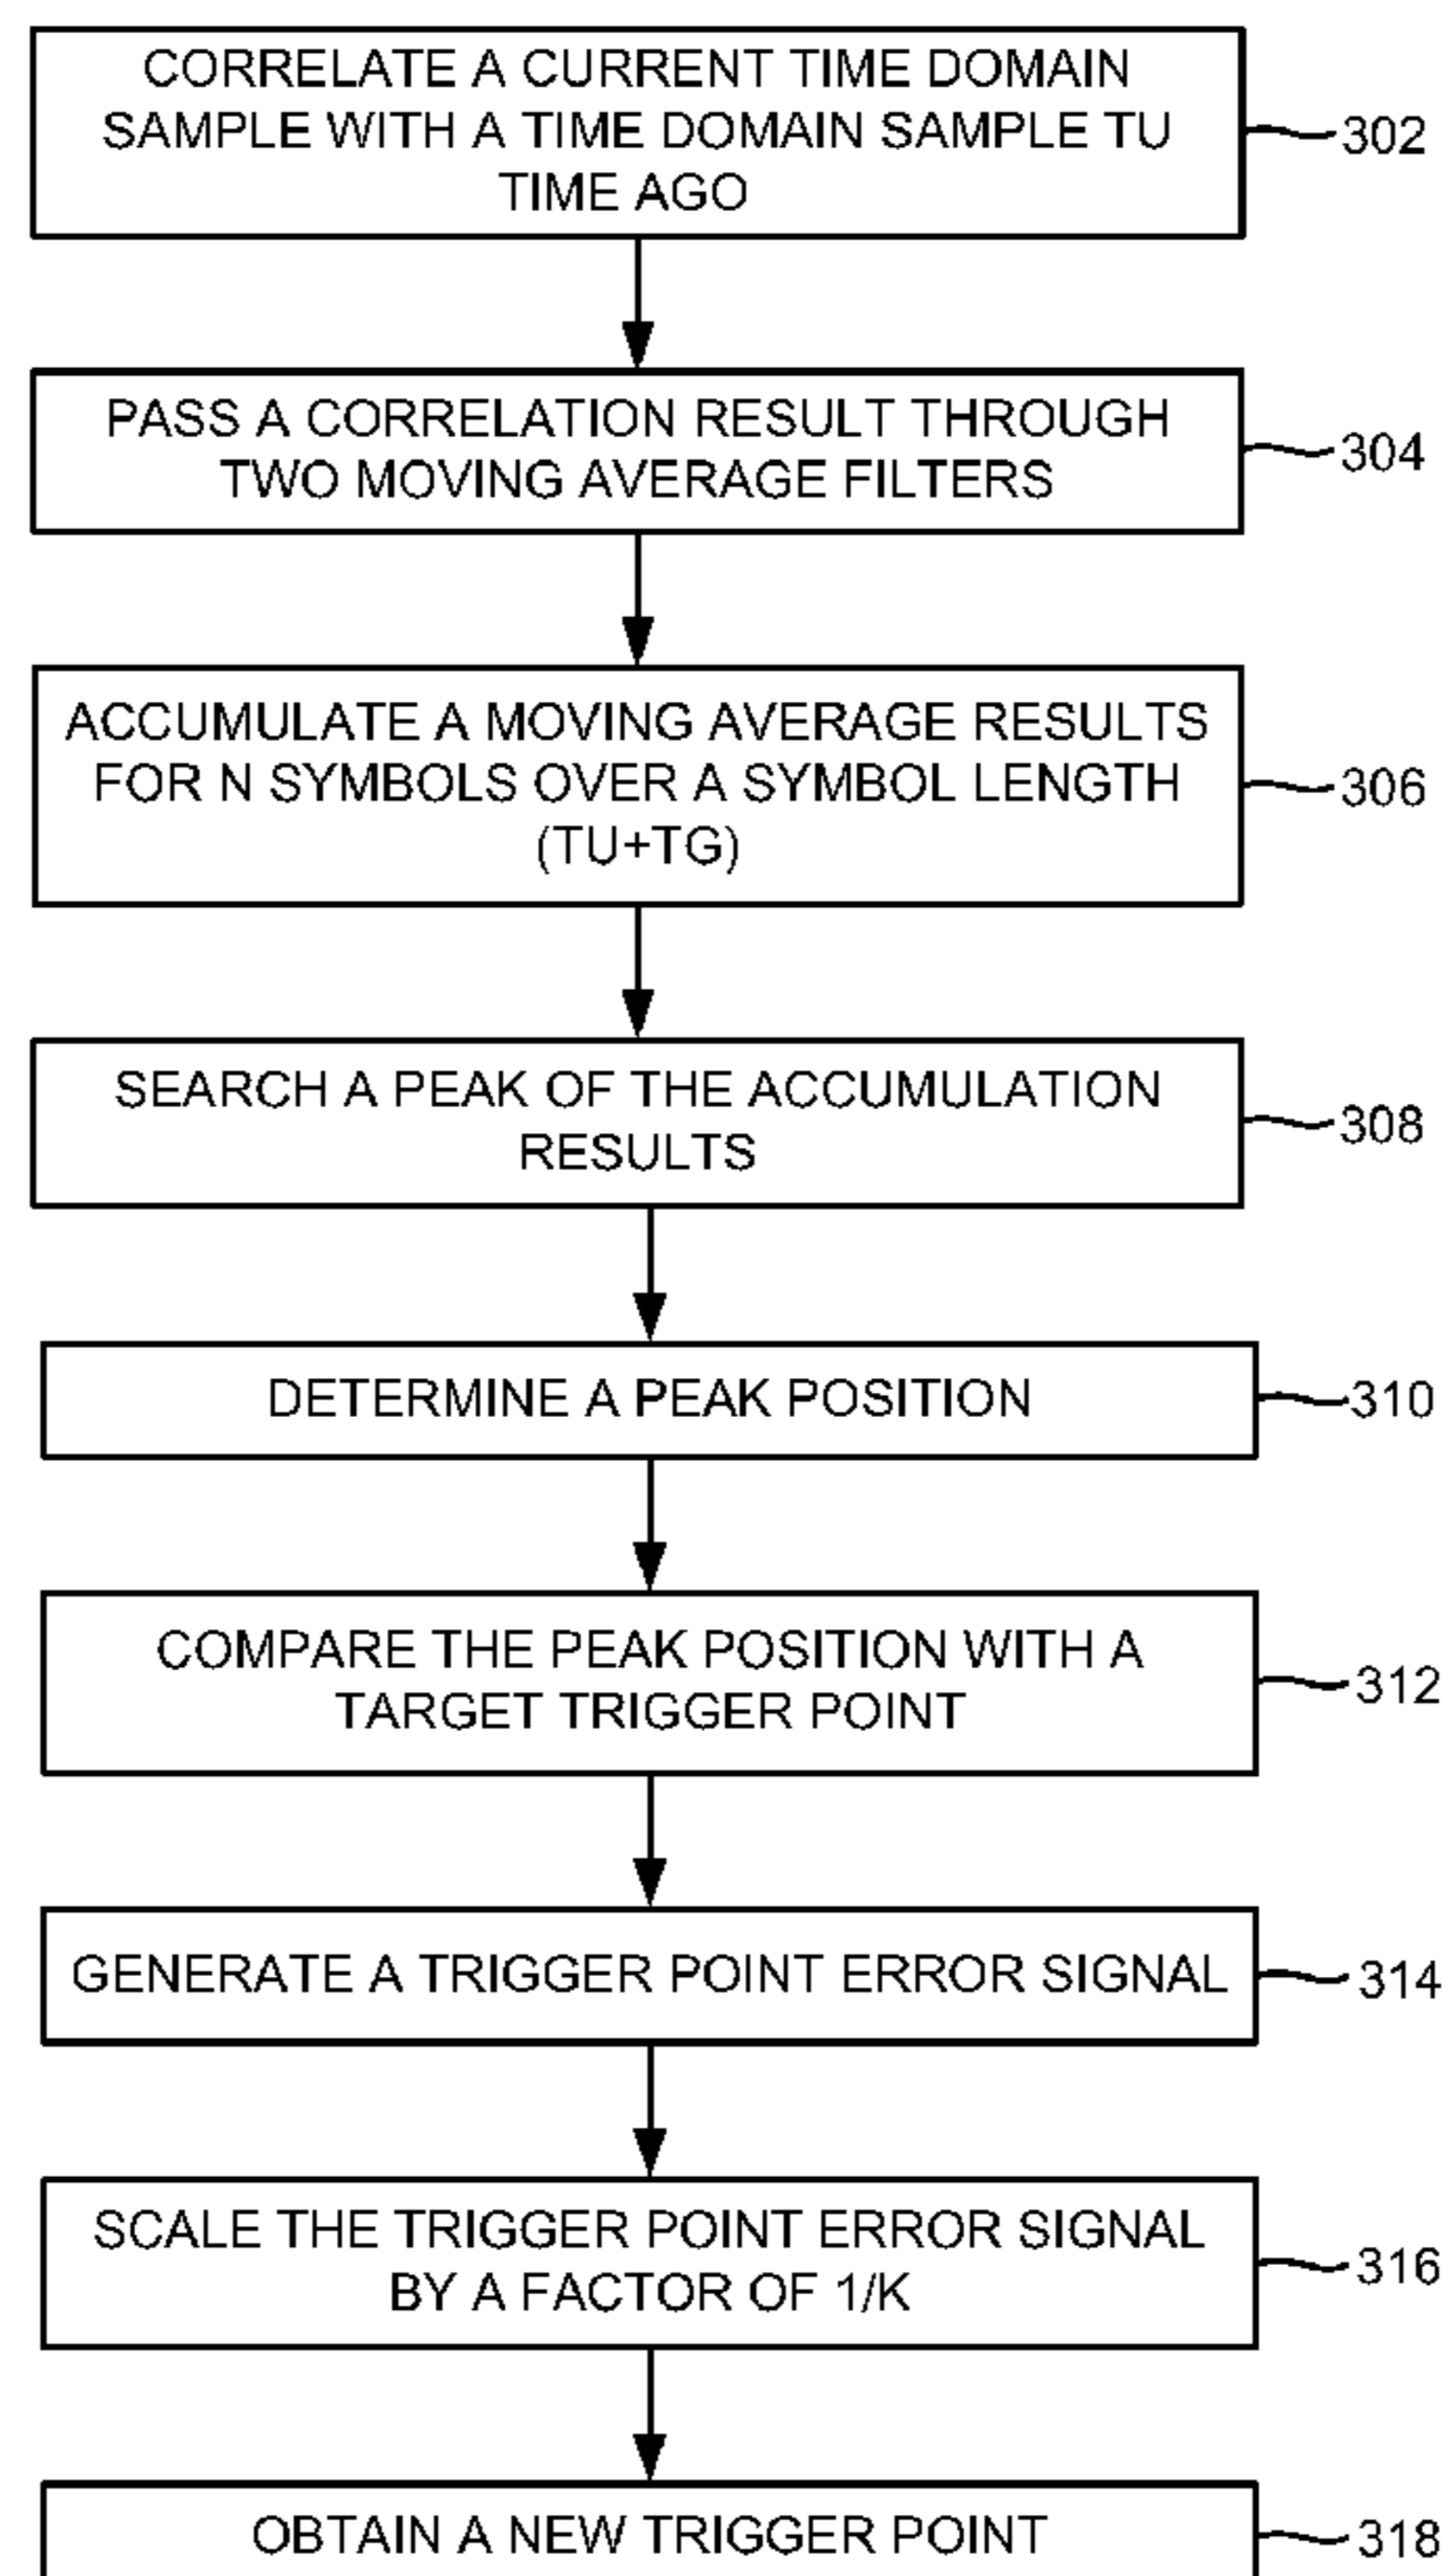 CORRELATE A CURRENT TIME DOMAIN
SAMPLE WITH A TIME DOMAIN SAMPLE TU
TIME AGO
302
PASS A CORRELATION RESULT THROUGH
TWO MOVING AVERAGE FILTERS
304
ACCUMULATE A MOVING AVERAGE RESULTS
FOR N SYMBOLS OVER A SYMBOL LENGTH
(TU+TG)
306
SEARCH A PEAK OF THE ACCUMULATION
RESULTS
308
DETERMINE A PEAK POSITION
310
COMPARE THE PEAK POSITION WITH A
TARGET TRIGGER POINT
312
GENERATE A TRIGGER POINT ERROR SIGNAL
314
SCALE THE TRIGGER POINT ERROR SIGNAL
BY A FACTOR OF 1/K
316
OBTAIN A NEW TRIGGER POINT
318